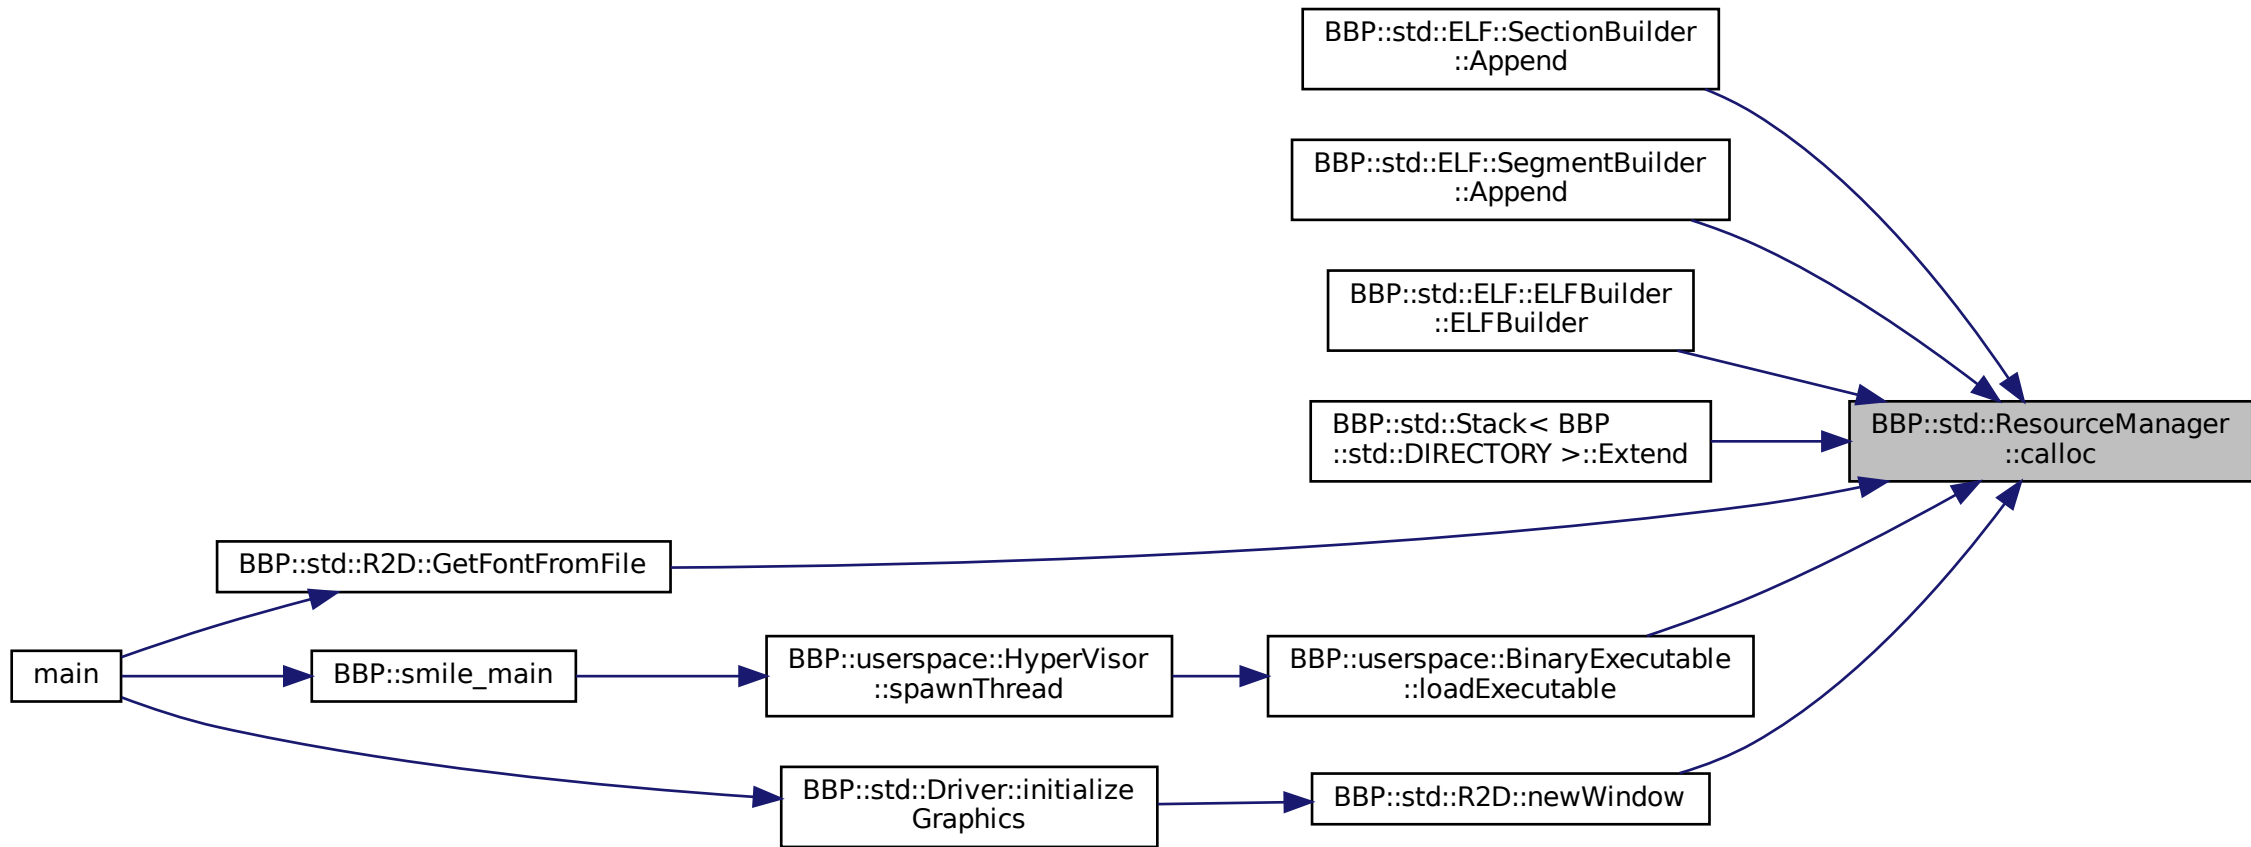 BBP::std::ELF::SectionBuilder
::Append
BBP::std::ELF::SegmentBuilder
::Append
BBP::std::ELF::ELFBuilder
::ELFBuilder
BBP::std::Stack< BBP
::std::DIRECTORY >::Extend
BBP::std::ResourceManager
::calloc
BBP::std::R2D::GetFontFromFile
main
BBP::smile_main
BBP::userspace::HyperVisor
::spawnThread
BBP::userspace::BinaryExecutable
::loadExecutable
BBP::std::Driver::initialize
Graphics
BBP::std::R2D::newWindow